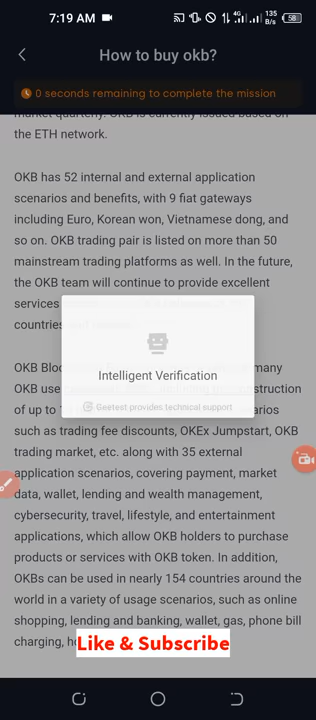 7:19 AM
4G
135
B/s
58
How to buy okb?
0 seconds remaining to complete the mission
market quarterly. OKB is currently issued based on
the ETH network.
OKB has 52 internal and external application
scenarios and benefits, with 9 fiat gateways
including Euro, Korean won, Vietnamese dong, and
so on. OKB trading pair is listed on more than 50
mainstream trading platforms as well. In the future,
the OKB team will continue to provide excellent
services
countries
Intelligent Verification
Geetest provides technical support
OKB many
OKB use construction
of up to
such as trading fee discounts, OKEx Jumpstart, OKB
trading market, etc. along with 35 external
application scenarios, covering payment, market
data, wallet, lending and wealth management,
cybersecurity, travel, lifestyle, and entertainment
applications, which allow OKB holders to purchase
products or services with OKB token. In addition,
OKBs can be used in nearly 154 countries around the
world in a variety of usage scenarios, such as online
shopping, lending and banking, wallet, gas, phone bill
charging,
Like & Subscribe